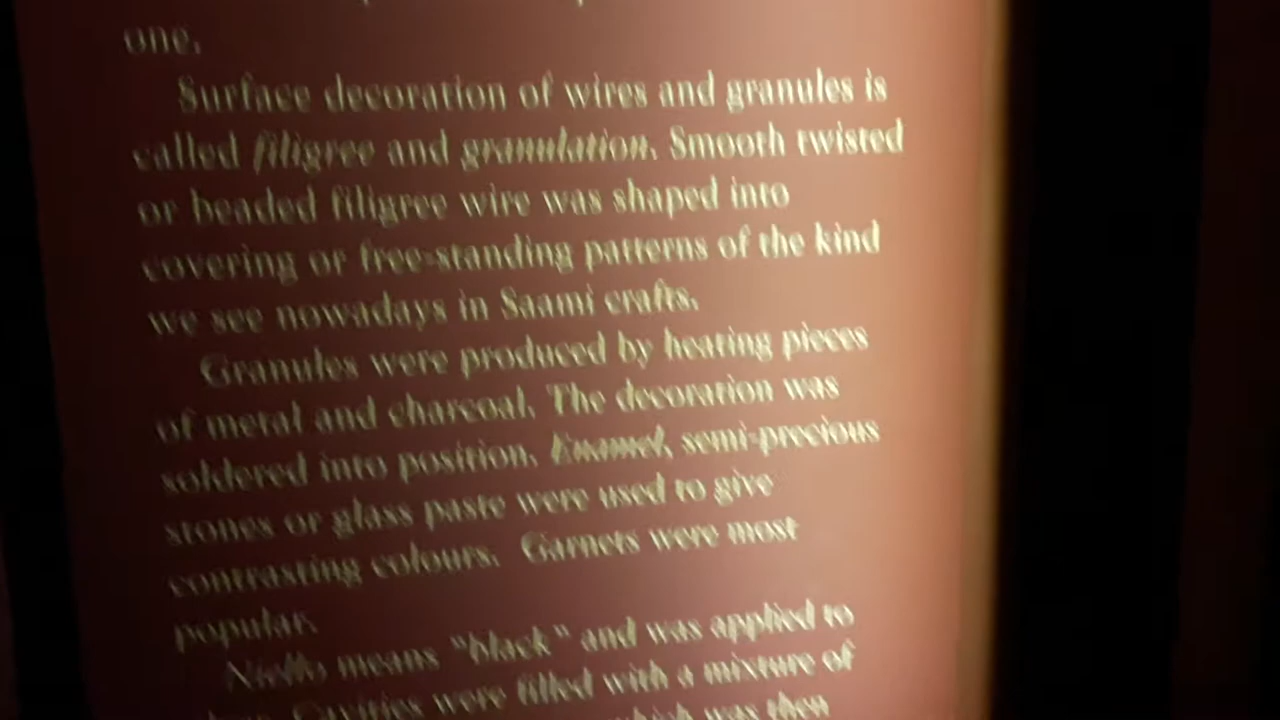 one.
Surface decoration of wires and granules is
called filigree and granulation. Smooth twisted
or beaded filigree wire was shaped into
covering or free-standing patterns of the kind
we see nowadays in Saami crafts.
Granules were produced by heating pieces
of metal and charcoal. The decoration was
soldered into position. Enamel, semi-precious
stones or glass paste were used to give
contrasting colours. Garnets were most
popular.
Niello means "black" and was applied to
Cavities were filled with a mixture of
which was then